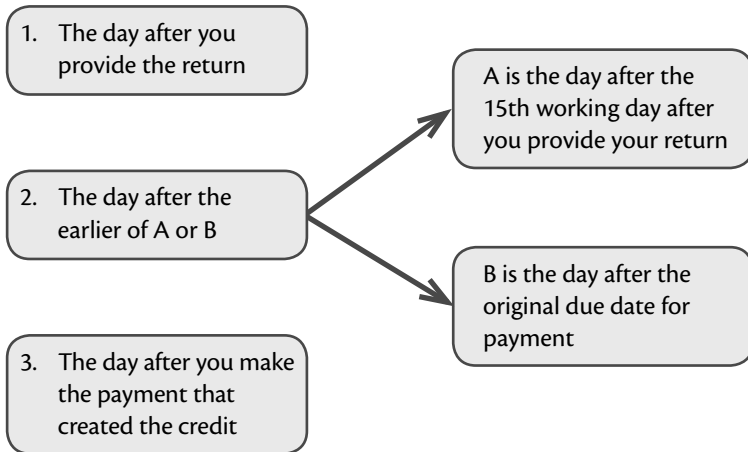 1. The day after you
provide the return
2. The day after the
earlier of A or B
3. The day after you make
the payment that
created the credit
A is the day after the
15th working day after
you provide your return
B is the day after the
original due date for
payment